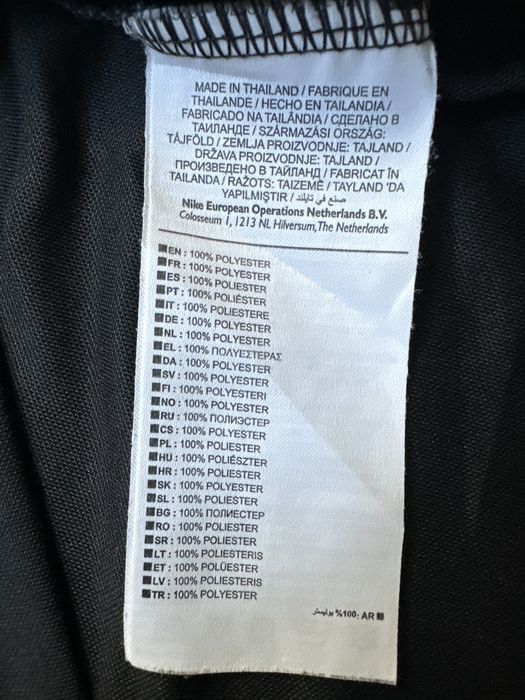 MADE IN THAILAND / FABRIQUE EN
THAILANDE / HECHO EN TAILANDIA /
FABRICADO NA TAILÂNDIA / СДЕЛАНО В
ТАИЛАНДЕ / SZÁRMAZÁSI ORSZÁG:
TÁJFÖLD / ZEMLJA PROIZVODNJE: TAJLAND /
DRŽAVA PROIZVODNJE: TAJLAND /
ПРОИЗВЕДЕНО В ТАЙЛАНД / FABRICAT ÎN
TAILANDA / RAŽOTS: TAIZEMĒ / TAYLAND 'DA
YAPILMIŞTIR / صنع في تايلند
Nike European Operations Netherlands B.V.
Colosseum 1, 1213 NL Hilversum, The Netherlands
EN : 100% POLYESTER
FR : 100% POLYESTER
ES : 100% POLIESTER
PT : 100% POLIÉSTER
IT : 100% POLIESTERE
DE : 100% POLYESTER
NL : 100% POLYESTER
EL : 100% ΠΟΛΥΕΣΤΕΡΑΣ
DA : 100% POLYESTER
SV : 100% POLYESTER
FI : 100% POLYESTERI
NO : 100% POLYESTER
RU : 100% ПОЛИЭСТЕР
CS : 100% POLYESTER
PL : 100% POLIESTER
HU : 100% POLIÉSZTER
HR : 100% POLIESTER
SK : 100% POLYESTER
SL : 100% POLIESTER
BG : 100% ПОЛИЕСТЕР
RO : 100% POLIESTER
SR : 100% POLIESTER
LT : 100% POLIESTERIS
ET : 100% POLÜESTER
LV : 100% POLIESTERIS
TR : 100% POLYESTER
AR :100% بوليستر